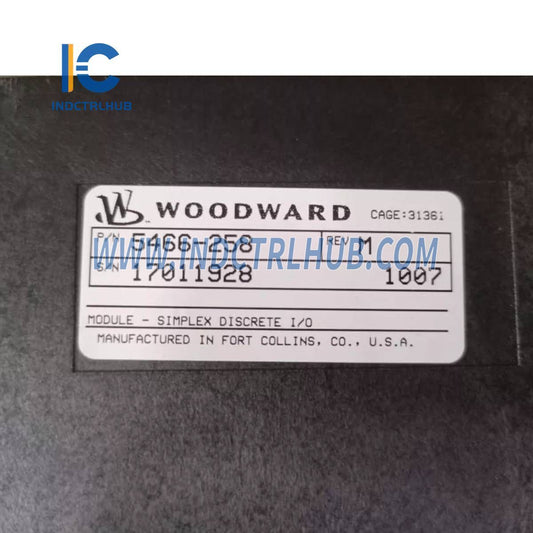 INDCTRLHUB
WOODWARD CAGE:31361
P/N 5466-258 REV M
WWW.INDCTRLHUB.COM
S/N 17011928 1007
MODULE - SIMPLEX DISCRETE I/O
MANUFACTURED IN FORT COLLINS, CO., U.S.A.